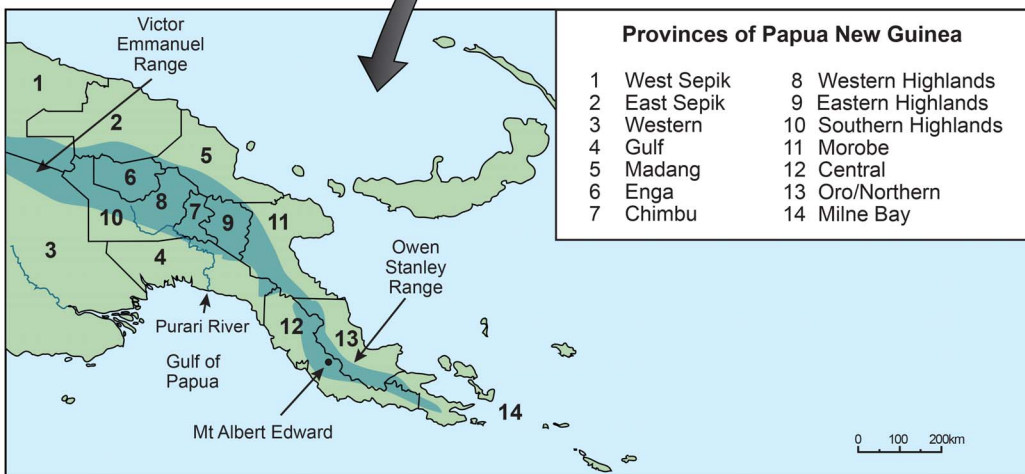 Provinces of Papua New Guinea
1 West Sepik
2 East Sepik
3 Western
4 Gulf
5 Madang
6 Enga
7 Chimbu
8 Western Highlands
9 Eastern Highlands
10 Southern Highlands
11 Morobe
12 Central
13 Oro/Northern
14 Milne Bay
Victor
Emmanuel
Range
1
2
5
6
8
7
9
11
10
3
4
Owen
Stanley
Range
12
13
Purari River
Gulf of
Papua
14
Mt Albert Edward
0 100 200km